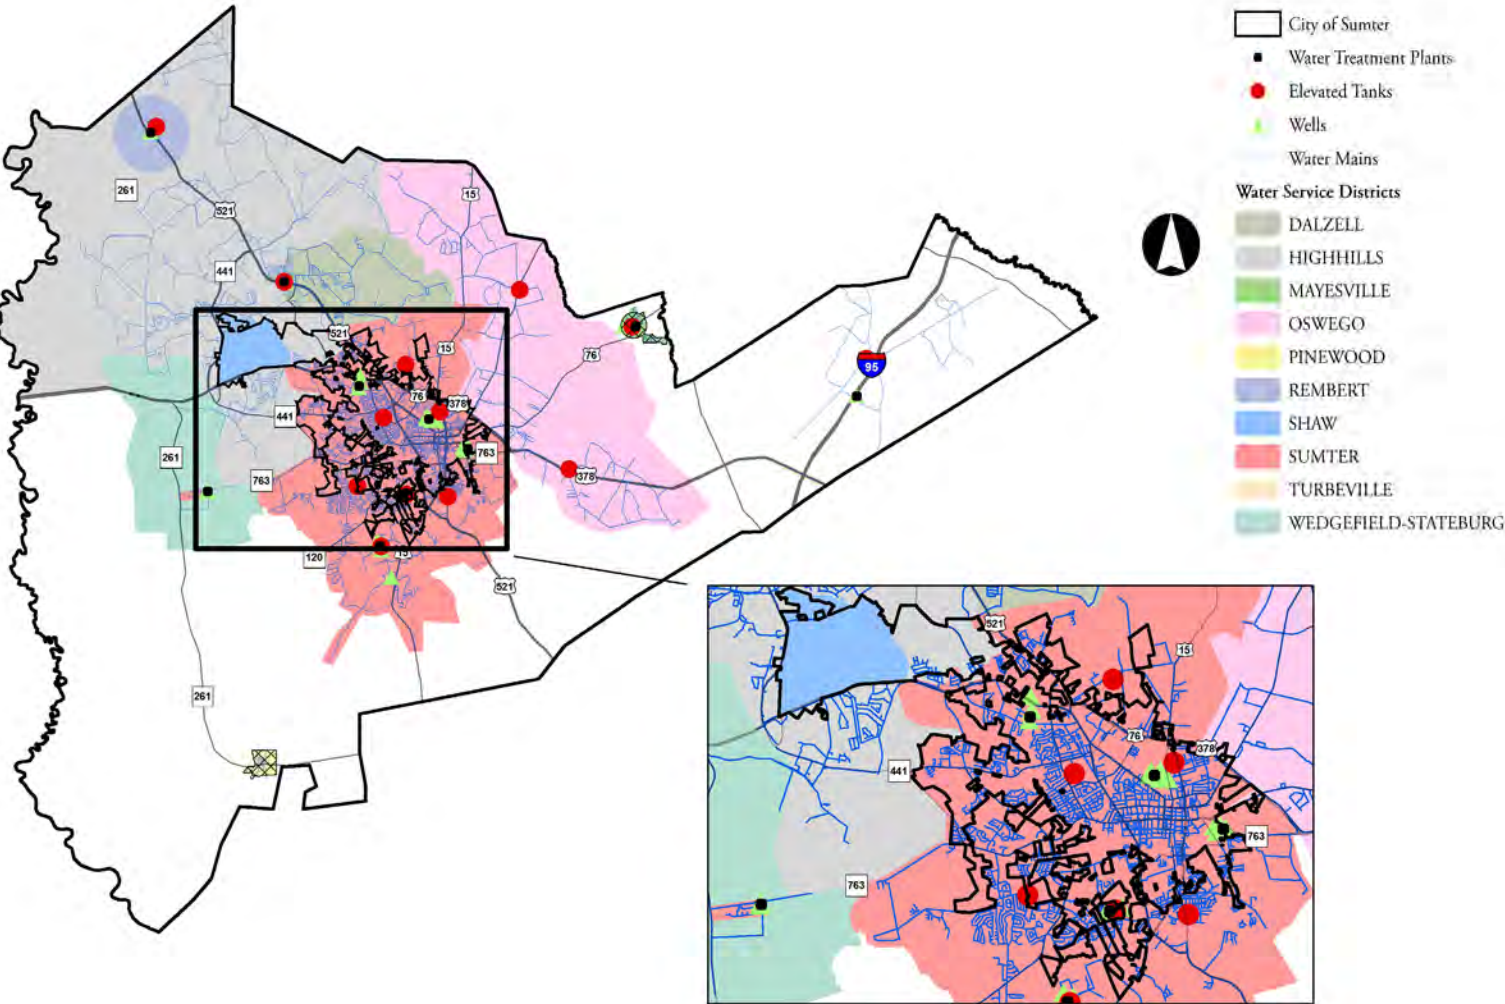 City of Sumter
Water Treatment Plants
Elevated Tanks
Wells
Water Mains
Water Service Districts
DALZELL
HIGHHILLS
MAYESVILLE
OSWEGO
PINEWOOD
REMBERT
SHAW
SUMTER
TURBEVILLE
WEDGEFIELD-STATEBURG
261
15
521
441
521
15
76
95
76
378
441
261
763
763
378
120
15
521
261
521
15
76
378
441
763
763